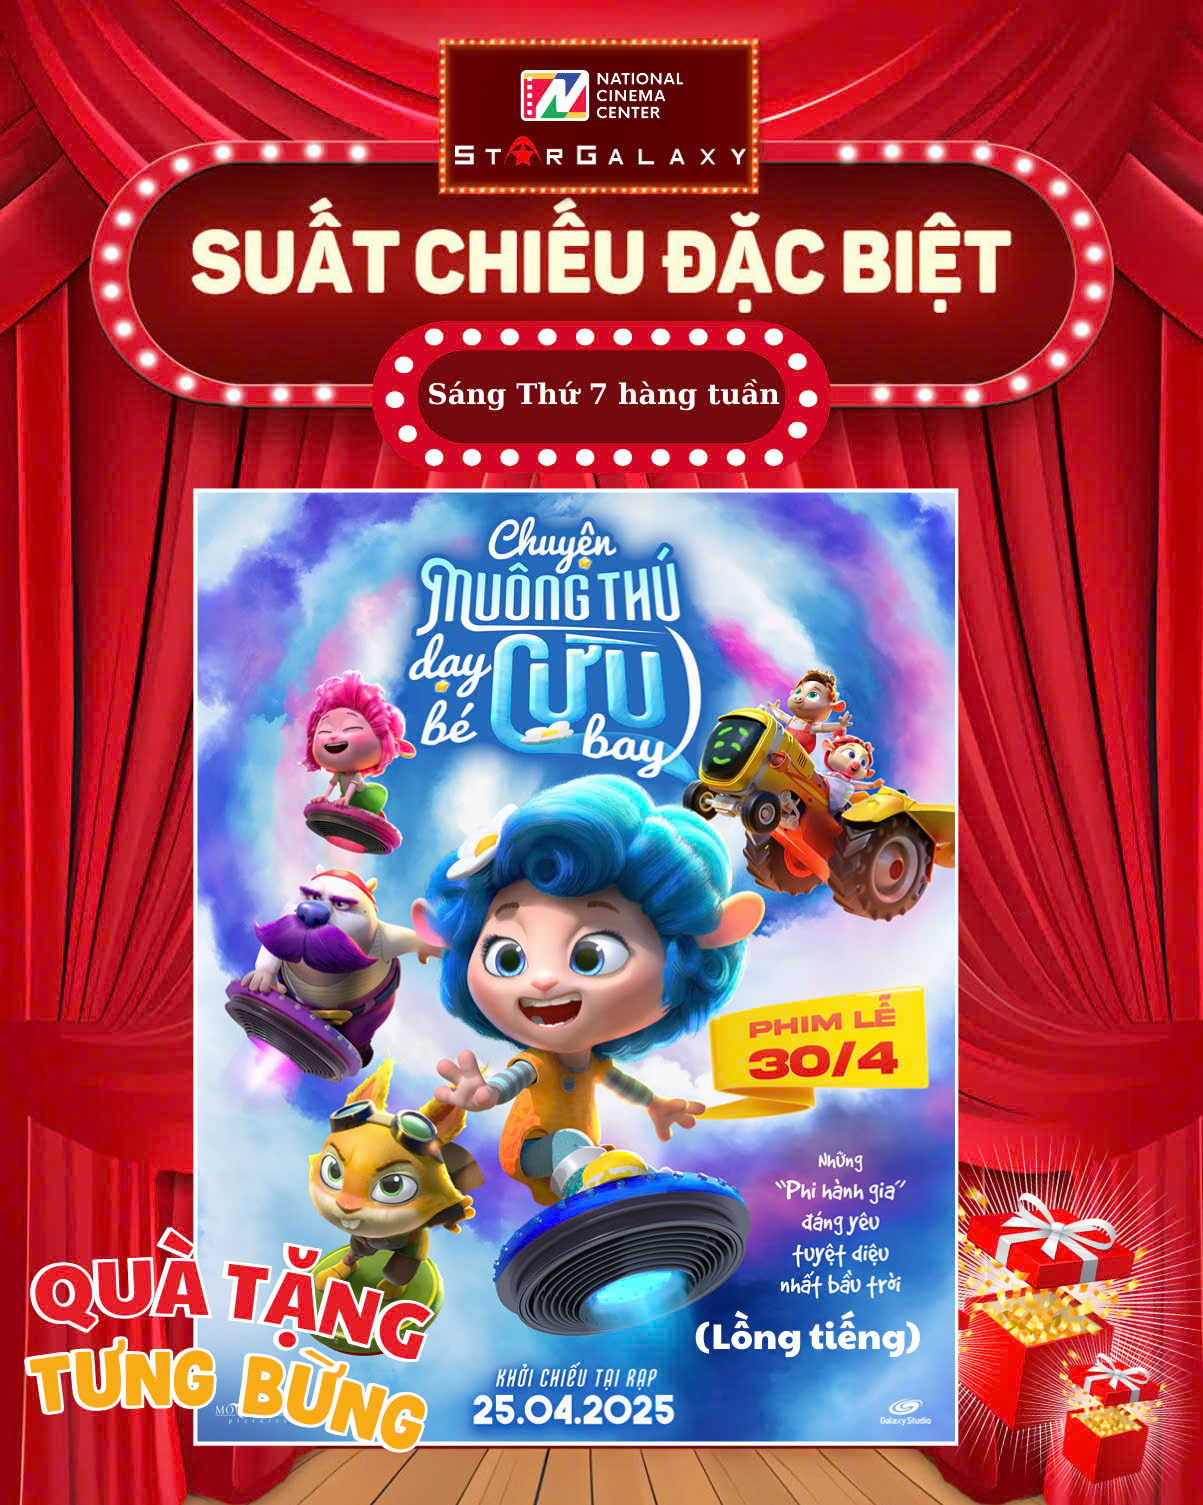 NATIONAL
CINEMA
CENTER
STARGALAXY
SUẤT CHIẾU ĐẶC BIỆT
Sáng Thứ 7 hàng tuần
Chuyện
MUÔNG THÚ
dạy CỪU
bé bay
PHIM LỄ
30/4
Những
"Phi hành gia"
đáng yêu
tuyệt diệu
nhất bầu trời
(Lồng tiếng)
QUÀ TẶNG
TƯNG BỪNG
KHỞI CHIẾU TẠI RẠP
25.04.2025
Galaxy Studio